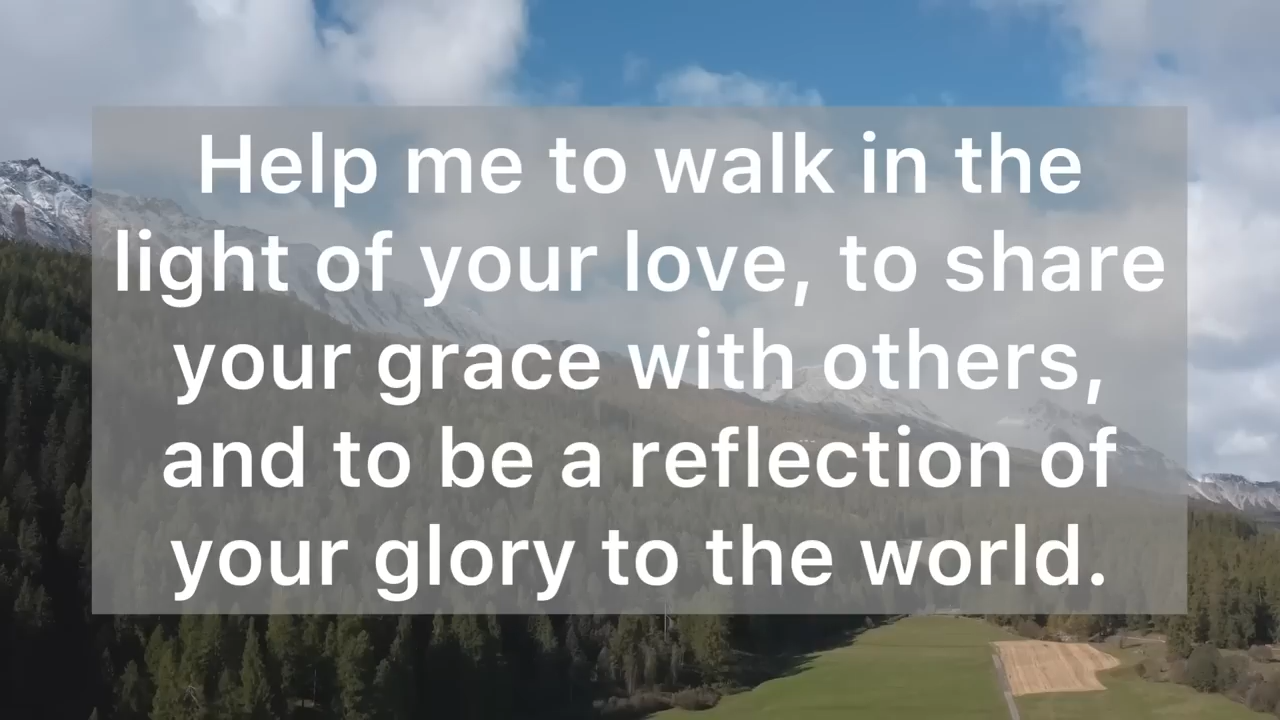 Help me to walk in the
light of your love, to share
your grace with others,
and to be a reflection of
your glory to the world.